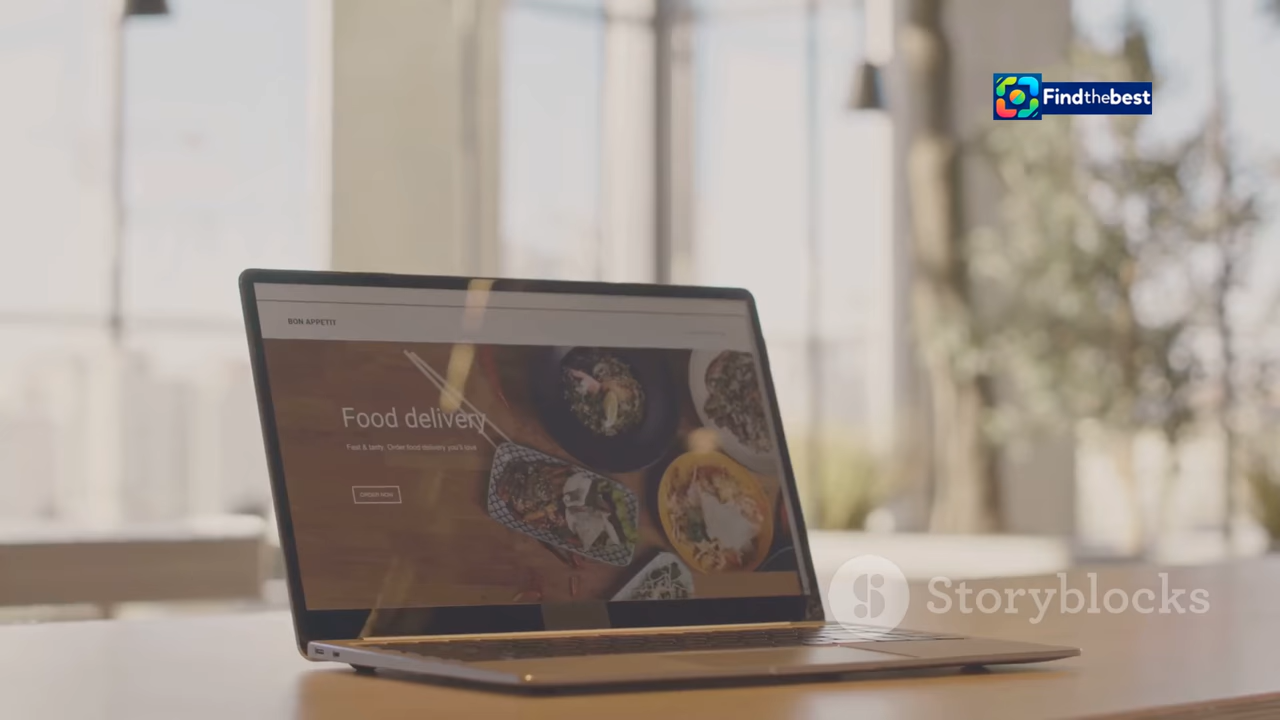 Findthebest
BON APPETIT
Food delivery
Fast & tasty. Order food delivery you'll love
ORDER NOW
Storyblocks